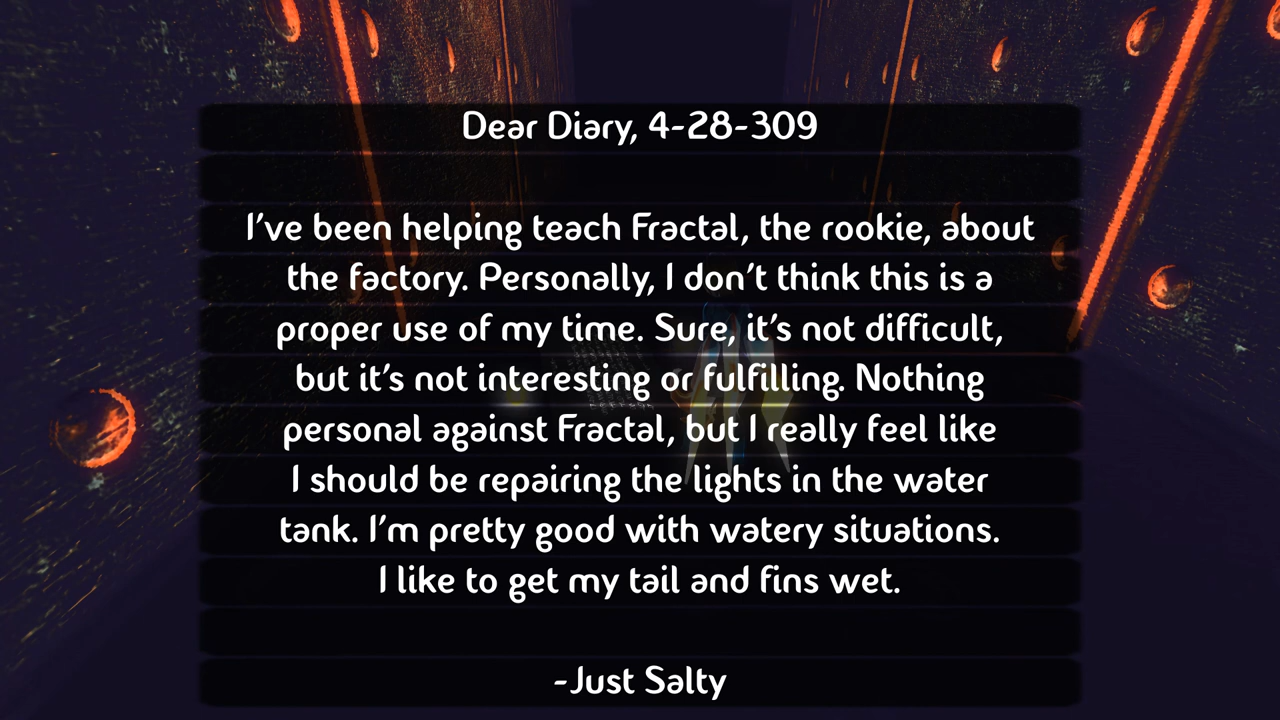 Dear Diary, 4-28-309
I've been helping teach Fractal, the rookie, about
the factory. Personally, I don't think this is a
proper use of my time. Sure, it's not difficult,
but it's not interesting or fulfilling. Nothing
personal against Fractal, but I really feel like
I should be repairing the lights in the water
tank. I'm pretty good with watery situations.
I like to get my tail and fins wet.
-Just Salty